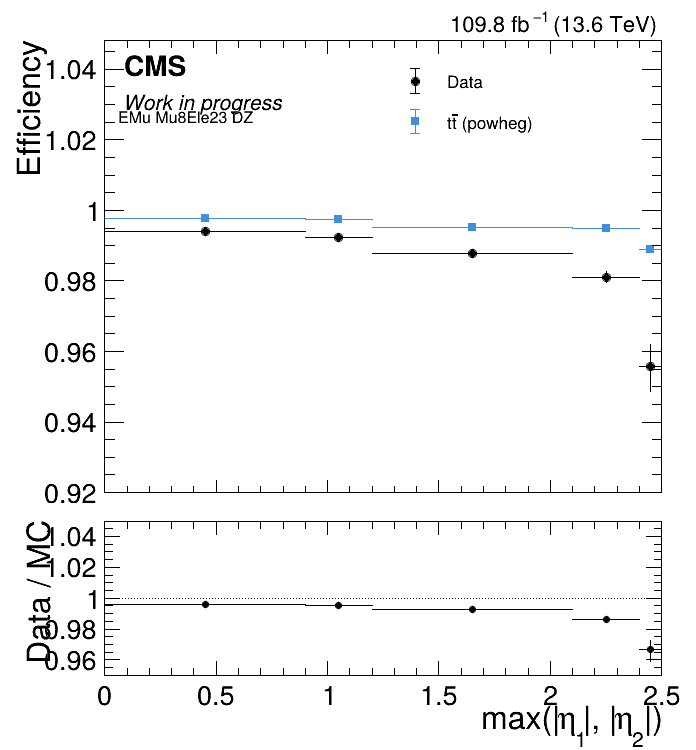 109.8 fb⁻¹ (13.6 TeV)
CMS
Work in progress
EMu Mu8Ele23 DZ
Data
tt̄ (powheg)
Efficiency
1.04
1.02
1
0.98
0.96
0.94
0.92
Data / MC
1.04
1.02
1
0.98
0.96
0 0.5 1 1.5 2 2.5
max(|η₁|, |η₂|)